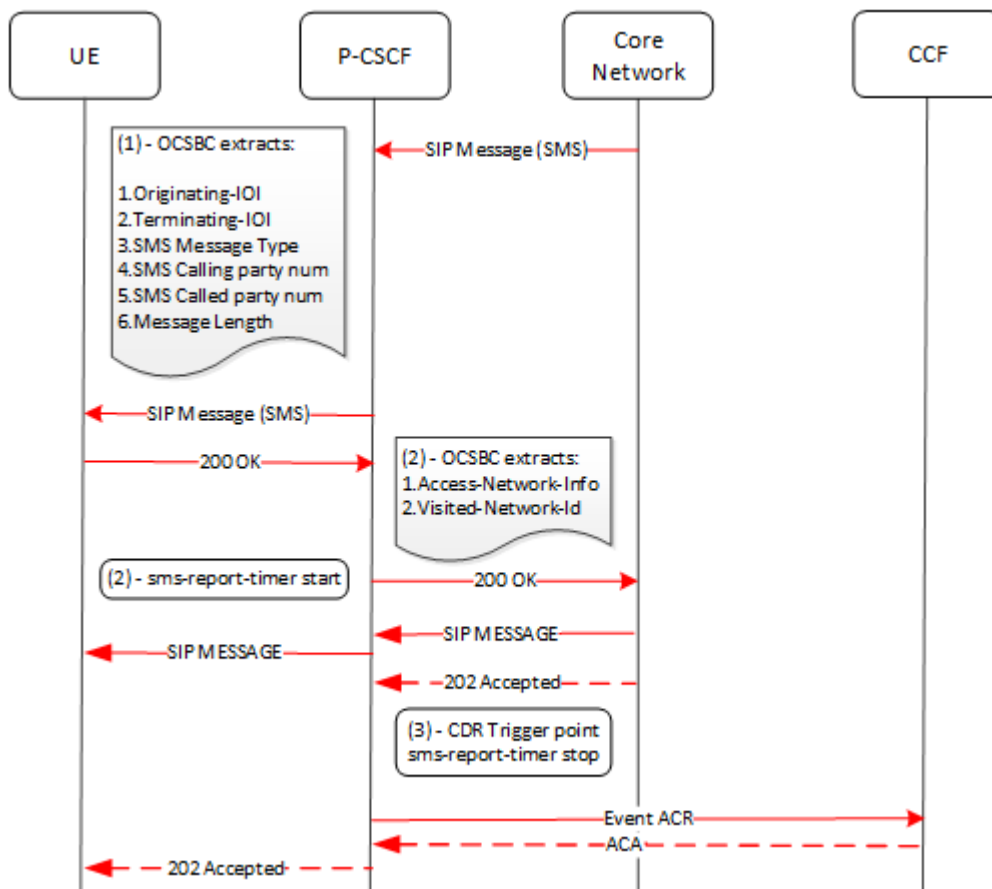 UE
P-CSCF
Core
Network
CCF
SIP Message (SMS)
(1) - OCSBC extracts:
1.Originating-IOI
2.Terminating-IOI
3.SMS Message Type
4.SMS Calling party num
5.SMS Called party num
6.Message Length
SIP Message (SMS)
200 OK
(2) - OCSBC extracts:
1.Access-Network-Info
2.Visited-Network-Id
(2) - sms-report-timer start
200 OK
SIP MESSAGE
SIP MESSAGE
202 Accepted
(3) - CDR Trigger point
sms-report-timer stop
Event ACR
ACA
202 Accepted